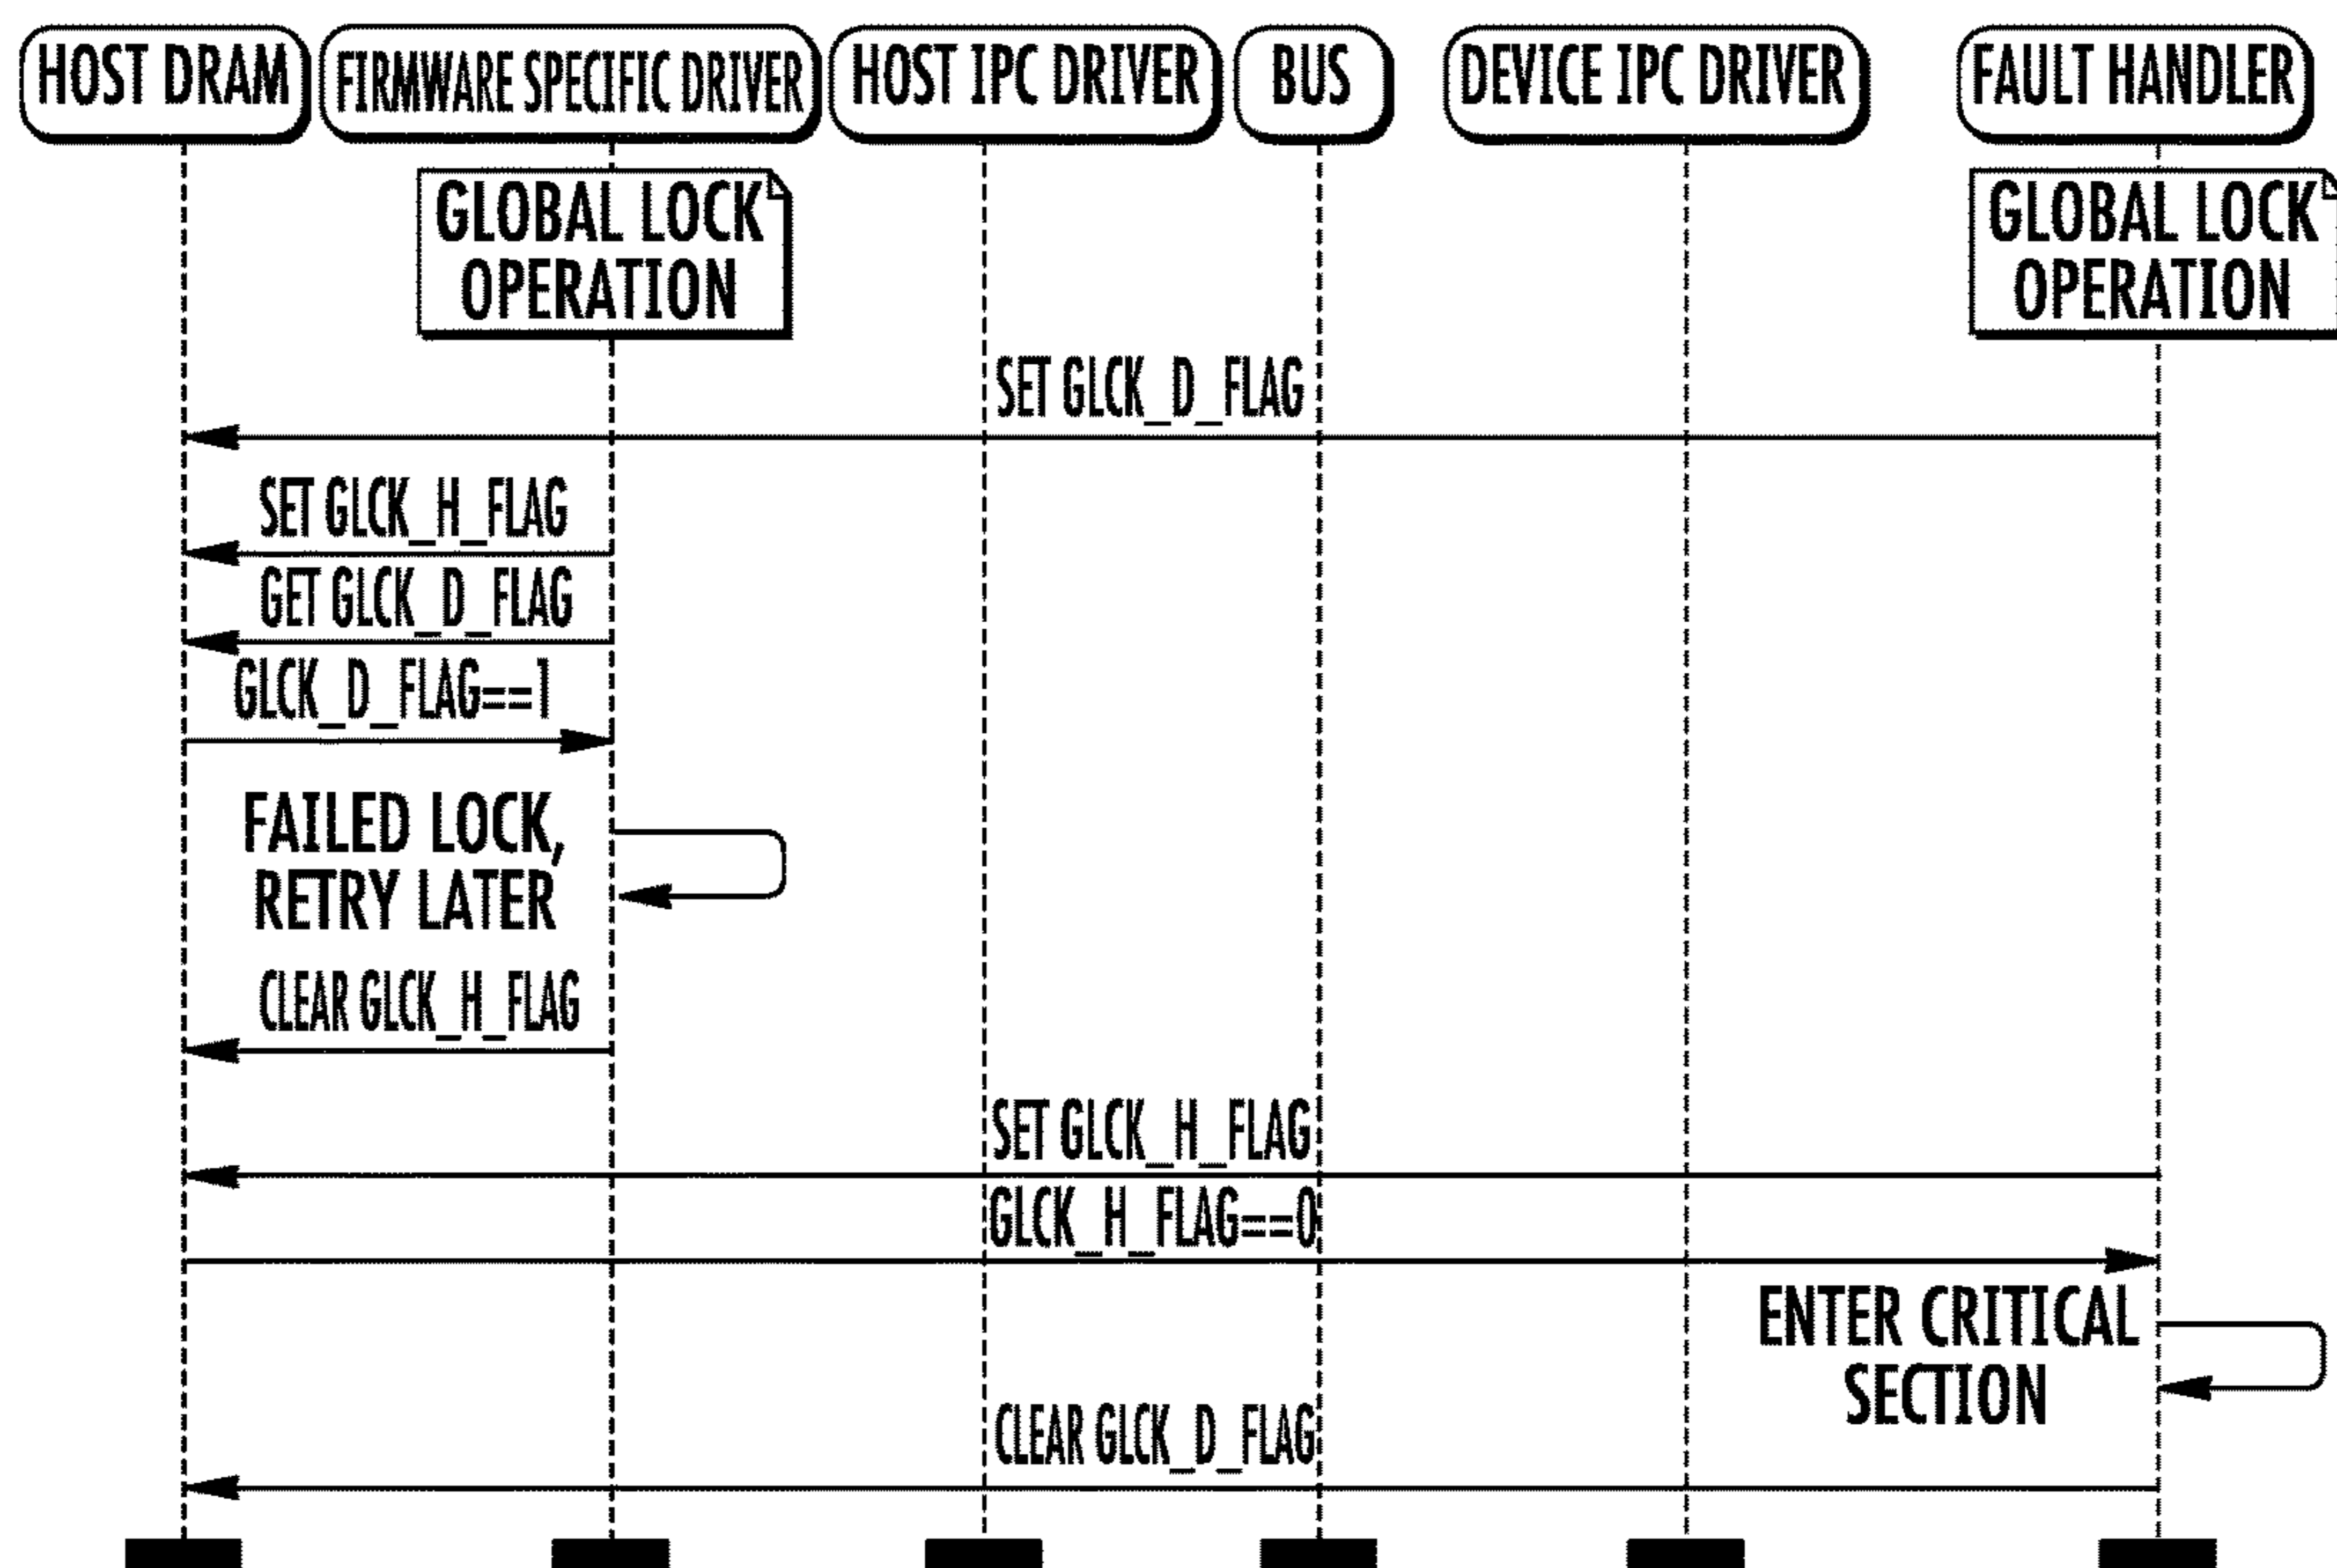 HOST DRAM
FIRMWARE SPECIFIC DRIVER
HOST IPC DRIVER
BUS
DEVICE IPC DRIVER
FAULT HANDLER
GLOBAL LOCK
OPERATION
GLOBAL LOCK
OPERATION
SET GLCK_D_FLAG
SET GLCK_H_FLAG
GET GLCK_D_FLAG
GLCK_D_FLAG==1
FAILED LOCK,
RETRY LATER
CLEAR GLCK_H_FLAG
SET GLCK_H_FLAG
GLCK_H_FLAG==0
ENTER CRITICAL
SECTION
CLEAR GLCK_D_FLAG